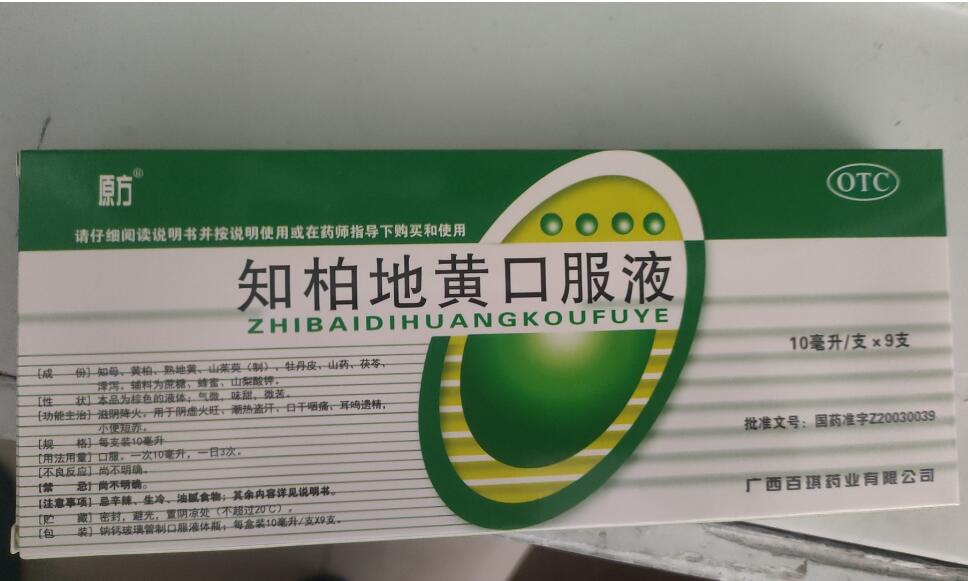 原方®
OTC
请仔细阅读说明书并按说明使用或在药师指导下购买和使用
知柏地黄口服液
ZHIBAIDIHUANGKOUFUYE
10毫升/支×9支
批准文号：国药准字Z20030039
广西百琪药业有限公司
[成 份] 知母、黄柏、熟地黄、山茱萸（制）、牡丹皮、山药、茯苓、
泽泻。辅料为蔗糖、蜂蜜、山梨酸钾。
[性 状] 本品为棕色的液体；气微，味甜、微苦。
[功能主治] 滋阴降火。用于阴虚火旺、潮热盗汗、口干咽痛、耳鸣遗精、
小便短赤。
[规 格] 每支装10毫升
[用法用量] 口服。一次10毫升，一日3次。
[不良反应] 尚不明确。
[禁 忌] 尚不明确。
[注意事项] 忌辛辣、生冷、油腻食物；其余内容详见说明书。
[贮 藏] 密封，避光，置阴凉处（不超过20℃）。
[包 装] 钠钙玻璃管制口服液体瓶；每盒装10毫升/支X9支。